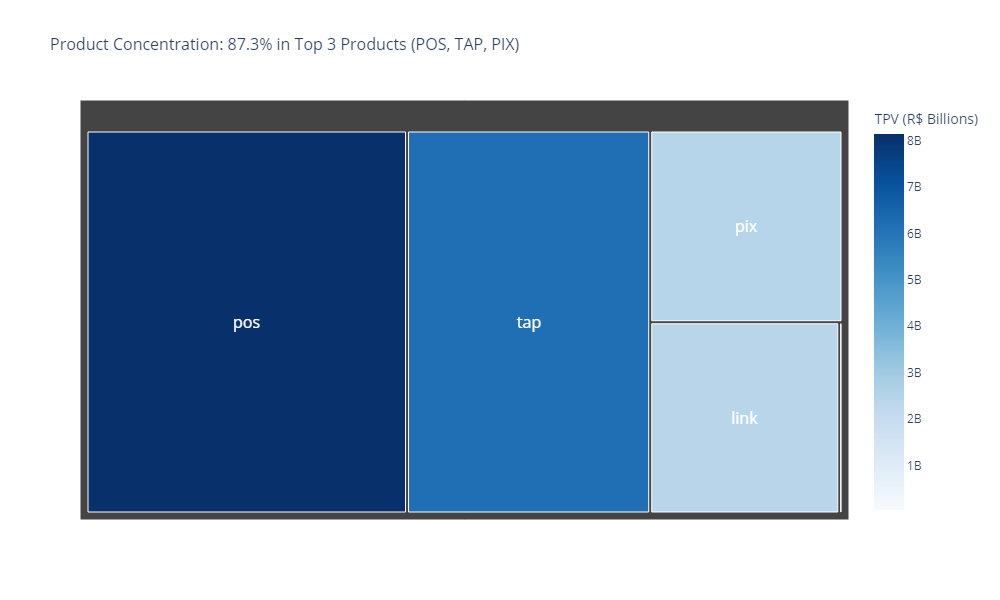 Product Concentration: 87.3% in Top 3 Products (POS, TAP, PIX)
TPV (R$ Billions)
8B
7B
6B
5B
4B
3B
2B
1B
pos
tap
pix
link